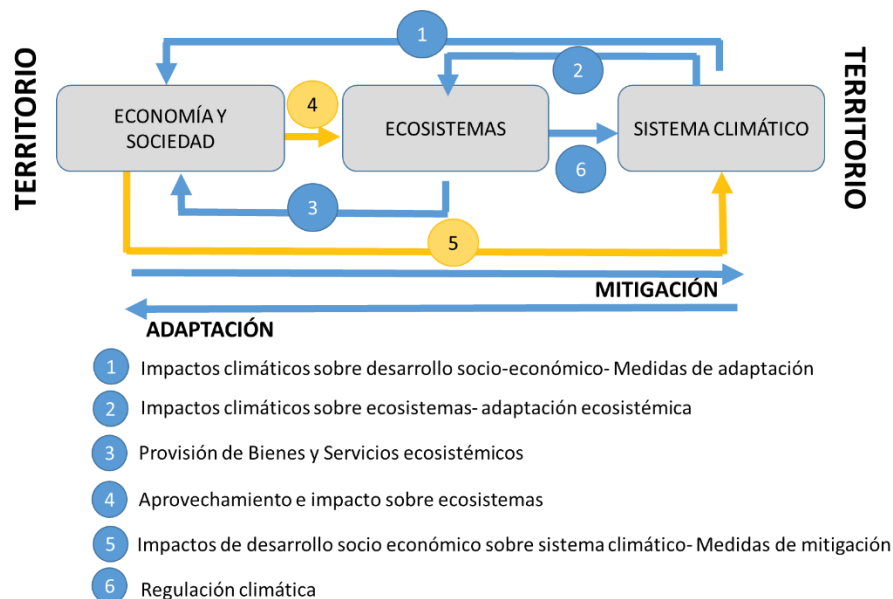 1
2
TERRITORIO
TERRITORIO
ECONOMÍA Y
SOCIEDAD
4
ECOSISTEMAS
SISTEMA CLIMÁTICO
6
3
5
MITIGACIÓN
ADAPTACIÓN
1 Impactos climáticos sobre desarrollo socio-económico- Medidas de adaptación
2 Impactos climáticos sobre ecosistemas- adaptación ecosistémica
3 Provisión de Bienes y Servicios ecosistémicos
4 Aprovechamiento e impacto sobre ecosistemas
5 Impactos de desarrollo socio económico sobre sistema climático- Medidas de mitigación
6 Regulación climática